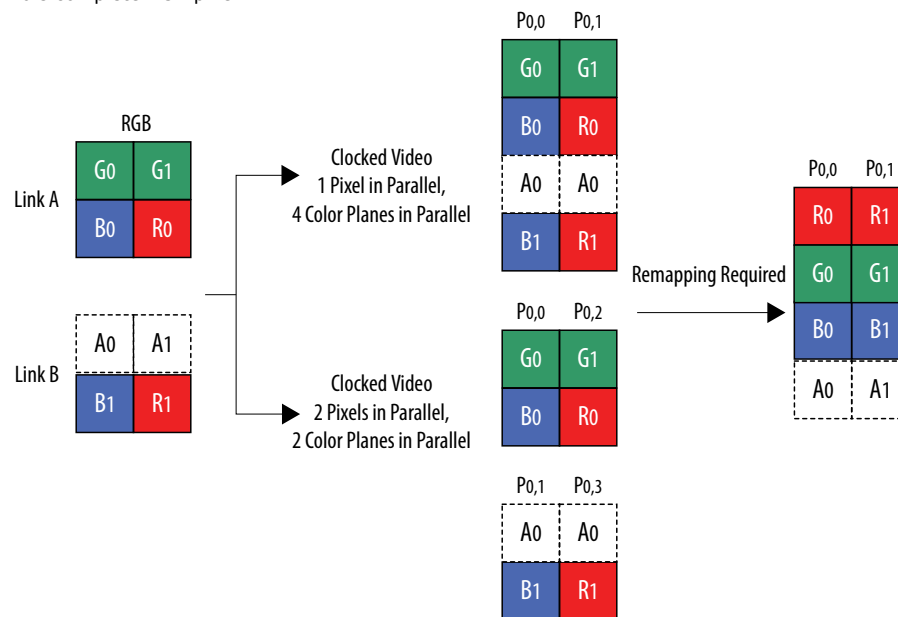 P0,0 P0,1
G0 G1
B0 R0
A0 A0
B1 R1
RGB
Link A
G0 G1
B0 R0
Link B
A0 A1
B1 R1
Clocked Video
1 Pixel in Parallel,
4 Color Planes in Parallel
Clocked Video
2 Pixels in Parallel,
2 Color Planes in Parallel
P0,0 P0,2
G0 G1
B0 R0
P0,1 P0,3
A0 A0
B1 R1
Remapping Required
P0,0 P0,1
R0 R1
G0 G1
B0 B1
A0 A1